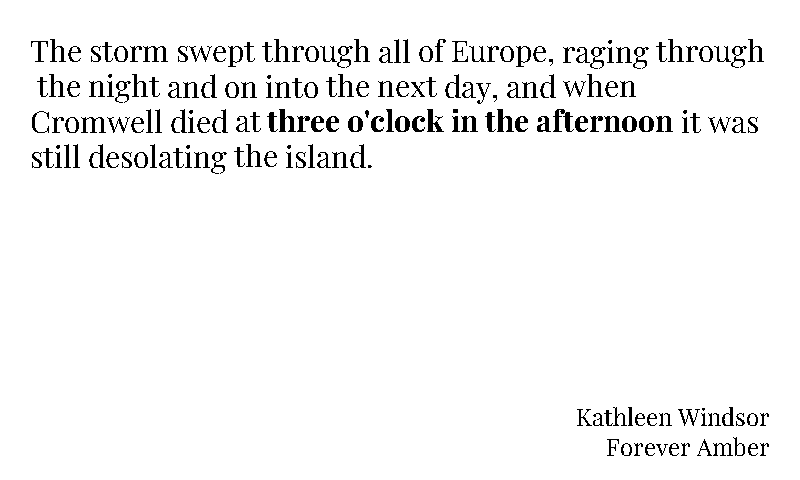 The storm swept through all of Europe, raging through
the night and on into the next day, and when
Cromwell died at three o'clock in the afternoon it was
still desolating the island.
Kathleen Windsor
Forever Amber